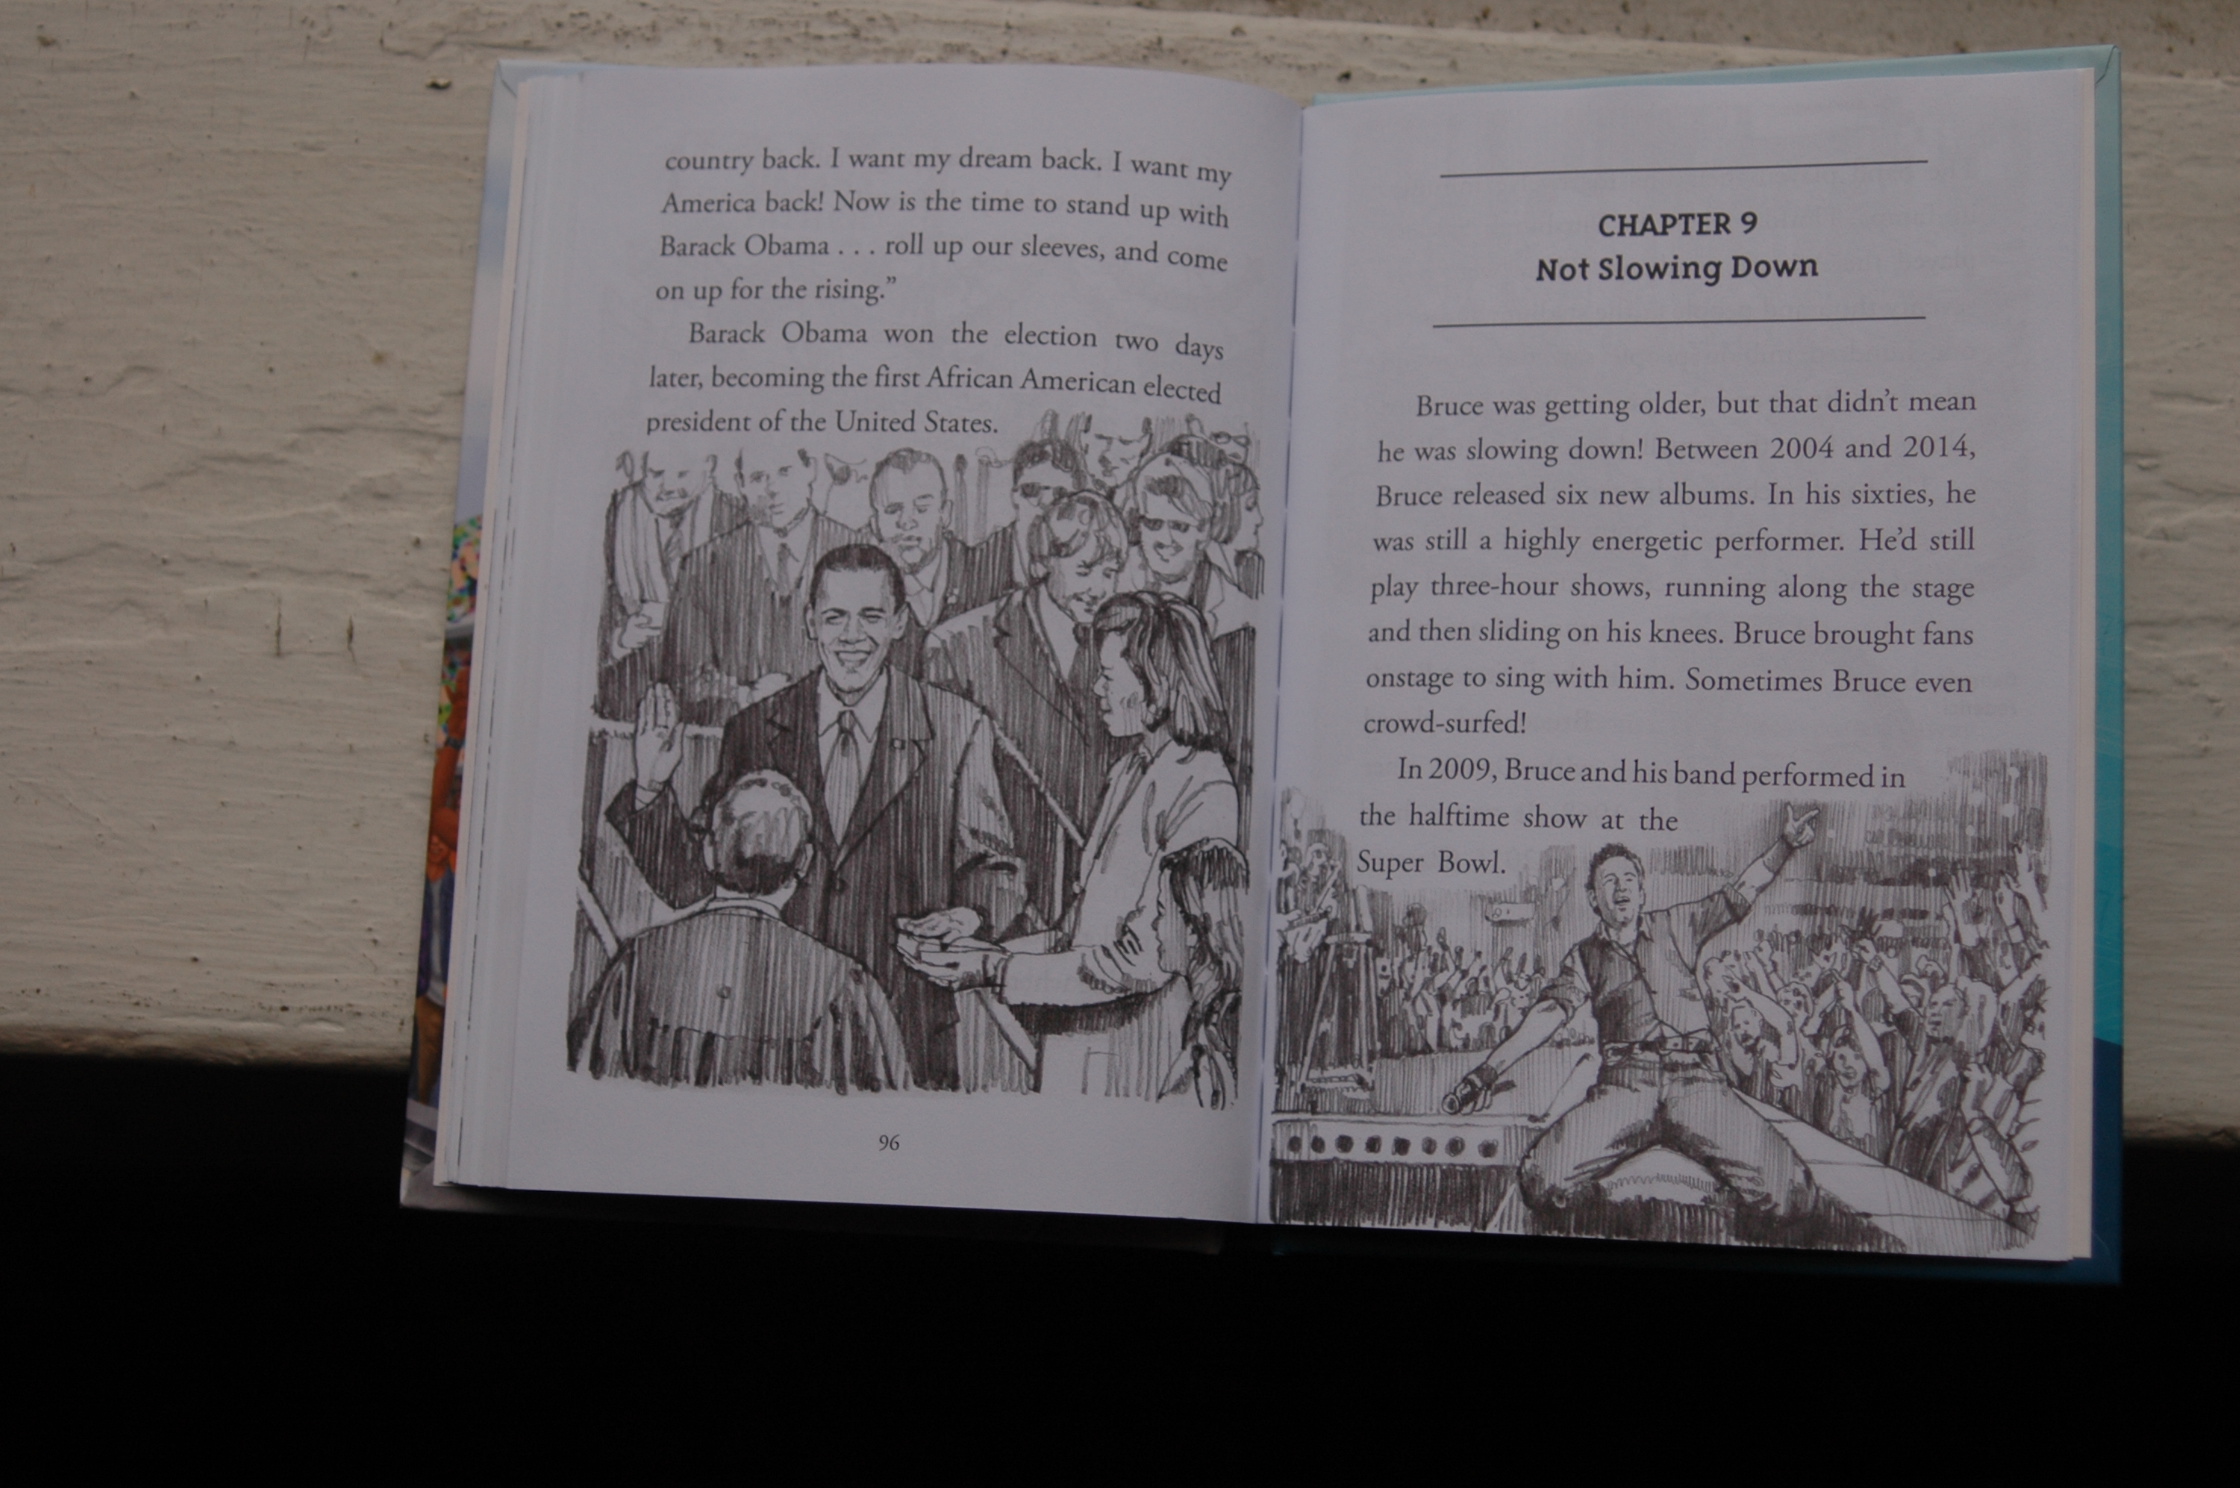 country back. I want my dream back. I want my
America back! Now is the time to stand up with
Barack Obama . . . roll up our sleeves, and come
on up for the rising.”
Barack Obama won the election two days
later, becoming the first African American elected
president of the United States.
96
CHAPTER 9
Not Slowing Down
Bruce was getting older, but that didn’t mean
he was slowing down! Between 2004 and 2014,
Bruce released six new albums. In his sixties, he
was still a highly energetic performer. He’d still
play three-hour shows, running along the stage
and then sliding on his knees. Bruce brought fans
onstage to sing with him. Sometimes Bruce even
crowd-surfed!
In 2009, Bruce and his band performed in
the halftime show at the
Super Bowl.